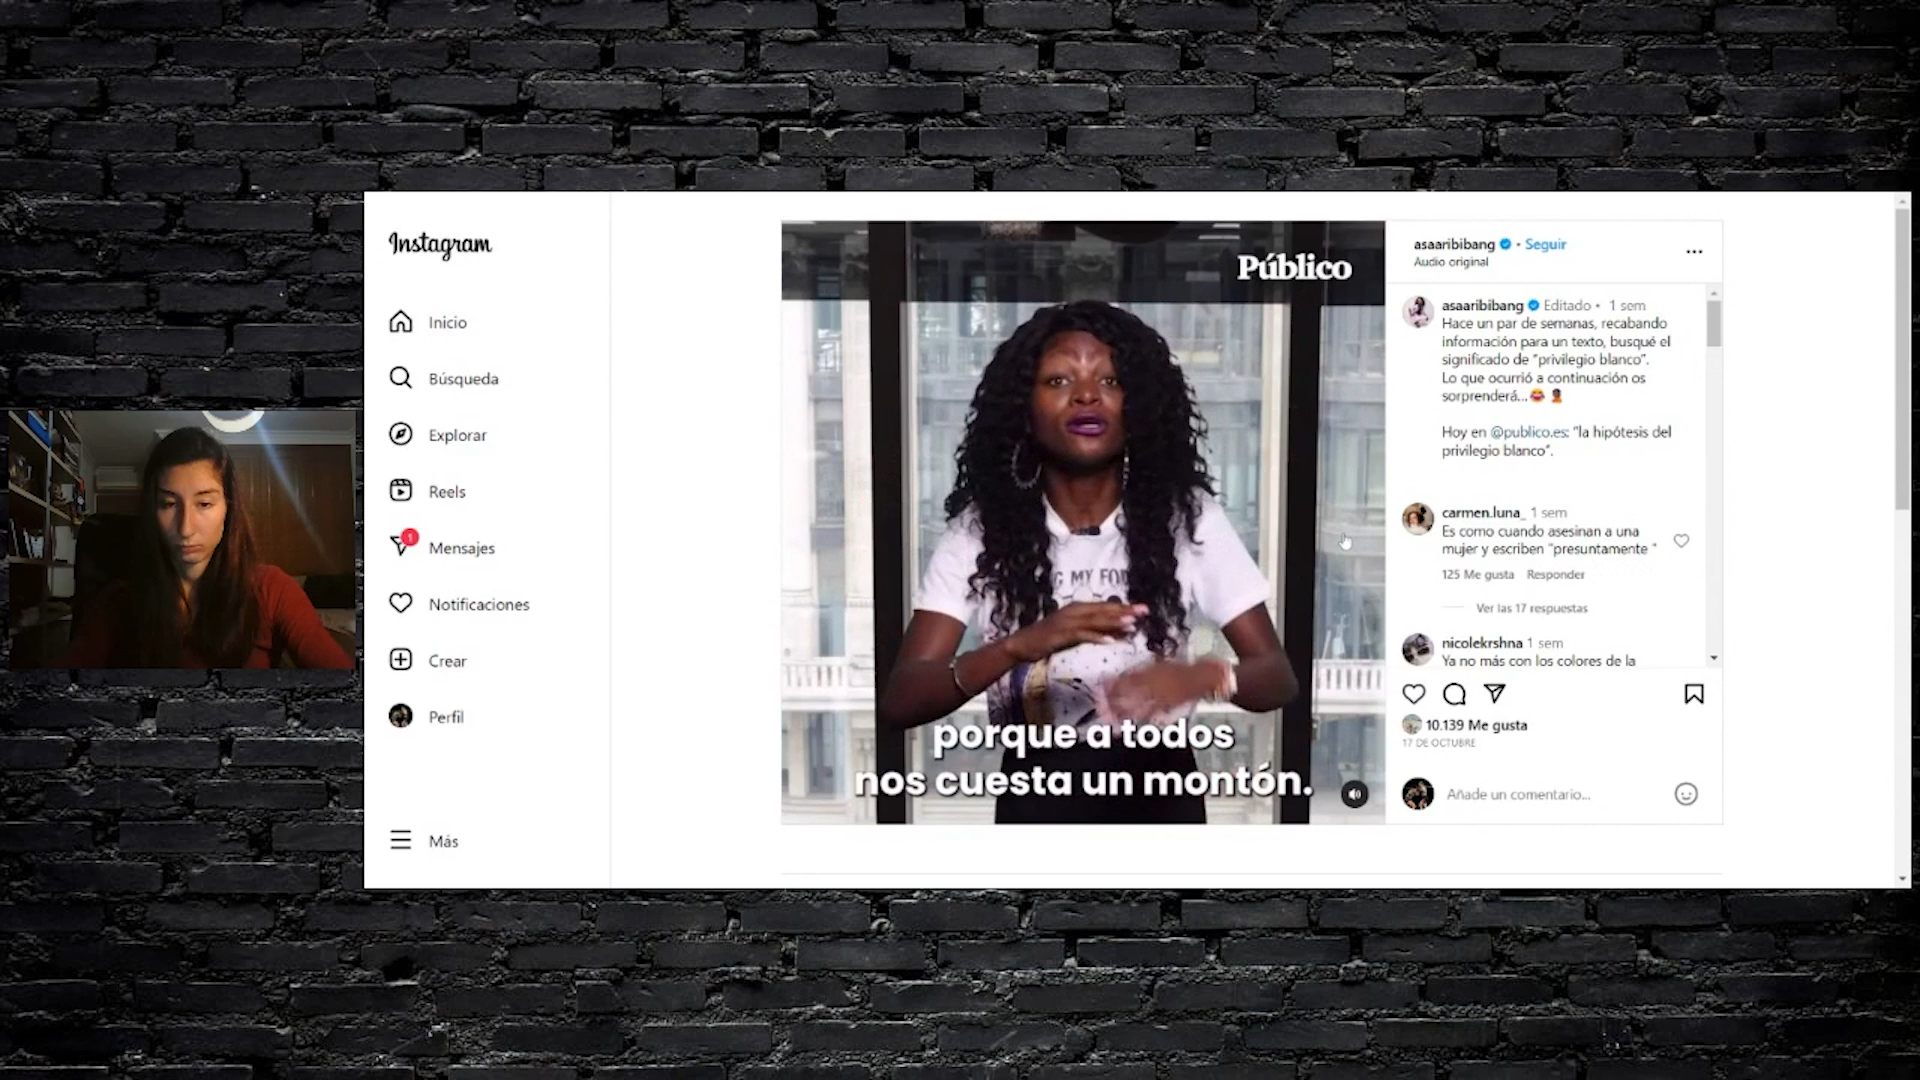 Instagram
Inicio
Búsqueda
Explorar
Reels
1
Mensajes
Notificaciones
Crear
Perfil
Más
Público
G MY FOR
porque a todos
nos cuesta un montón.
asaaribibang • Seguir
Audio original
asaaribibang Editado • 1 sem
Hace un par de semanas, recabando
información para un texto, busqué el
significado de "privilegio blanco".
Lo que ocurrió a continuación os
sorprenderá...
Hoy en @publico.es: "la hipótesis del
privilegio blanco".
carmen.luna_ 1 sem
Es como cuando asesinan a una
mujer y escriben "presuntamente "
125 Me gusta Responder
Ver las 17 respuestas
nicolekrshna 1 sem
Ya no más con los colores de la
10.139 Me gusta
17 DE OCTUBRE
Añade un comentario...